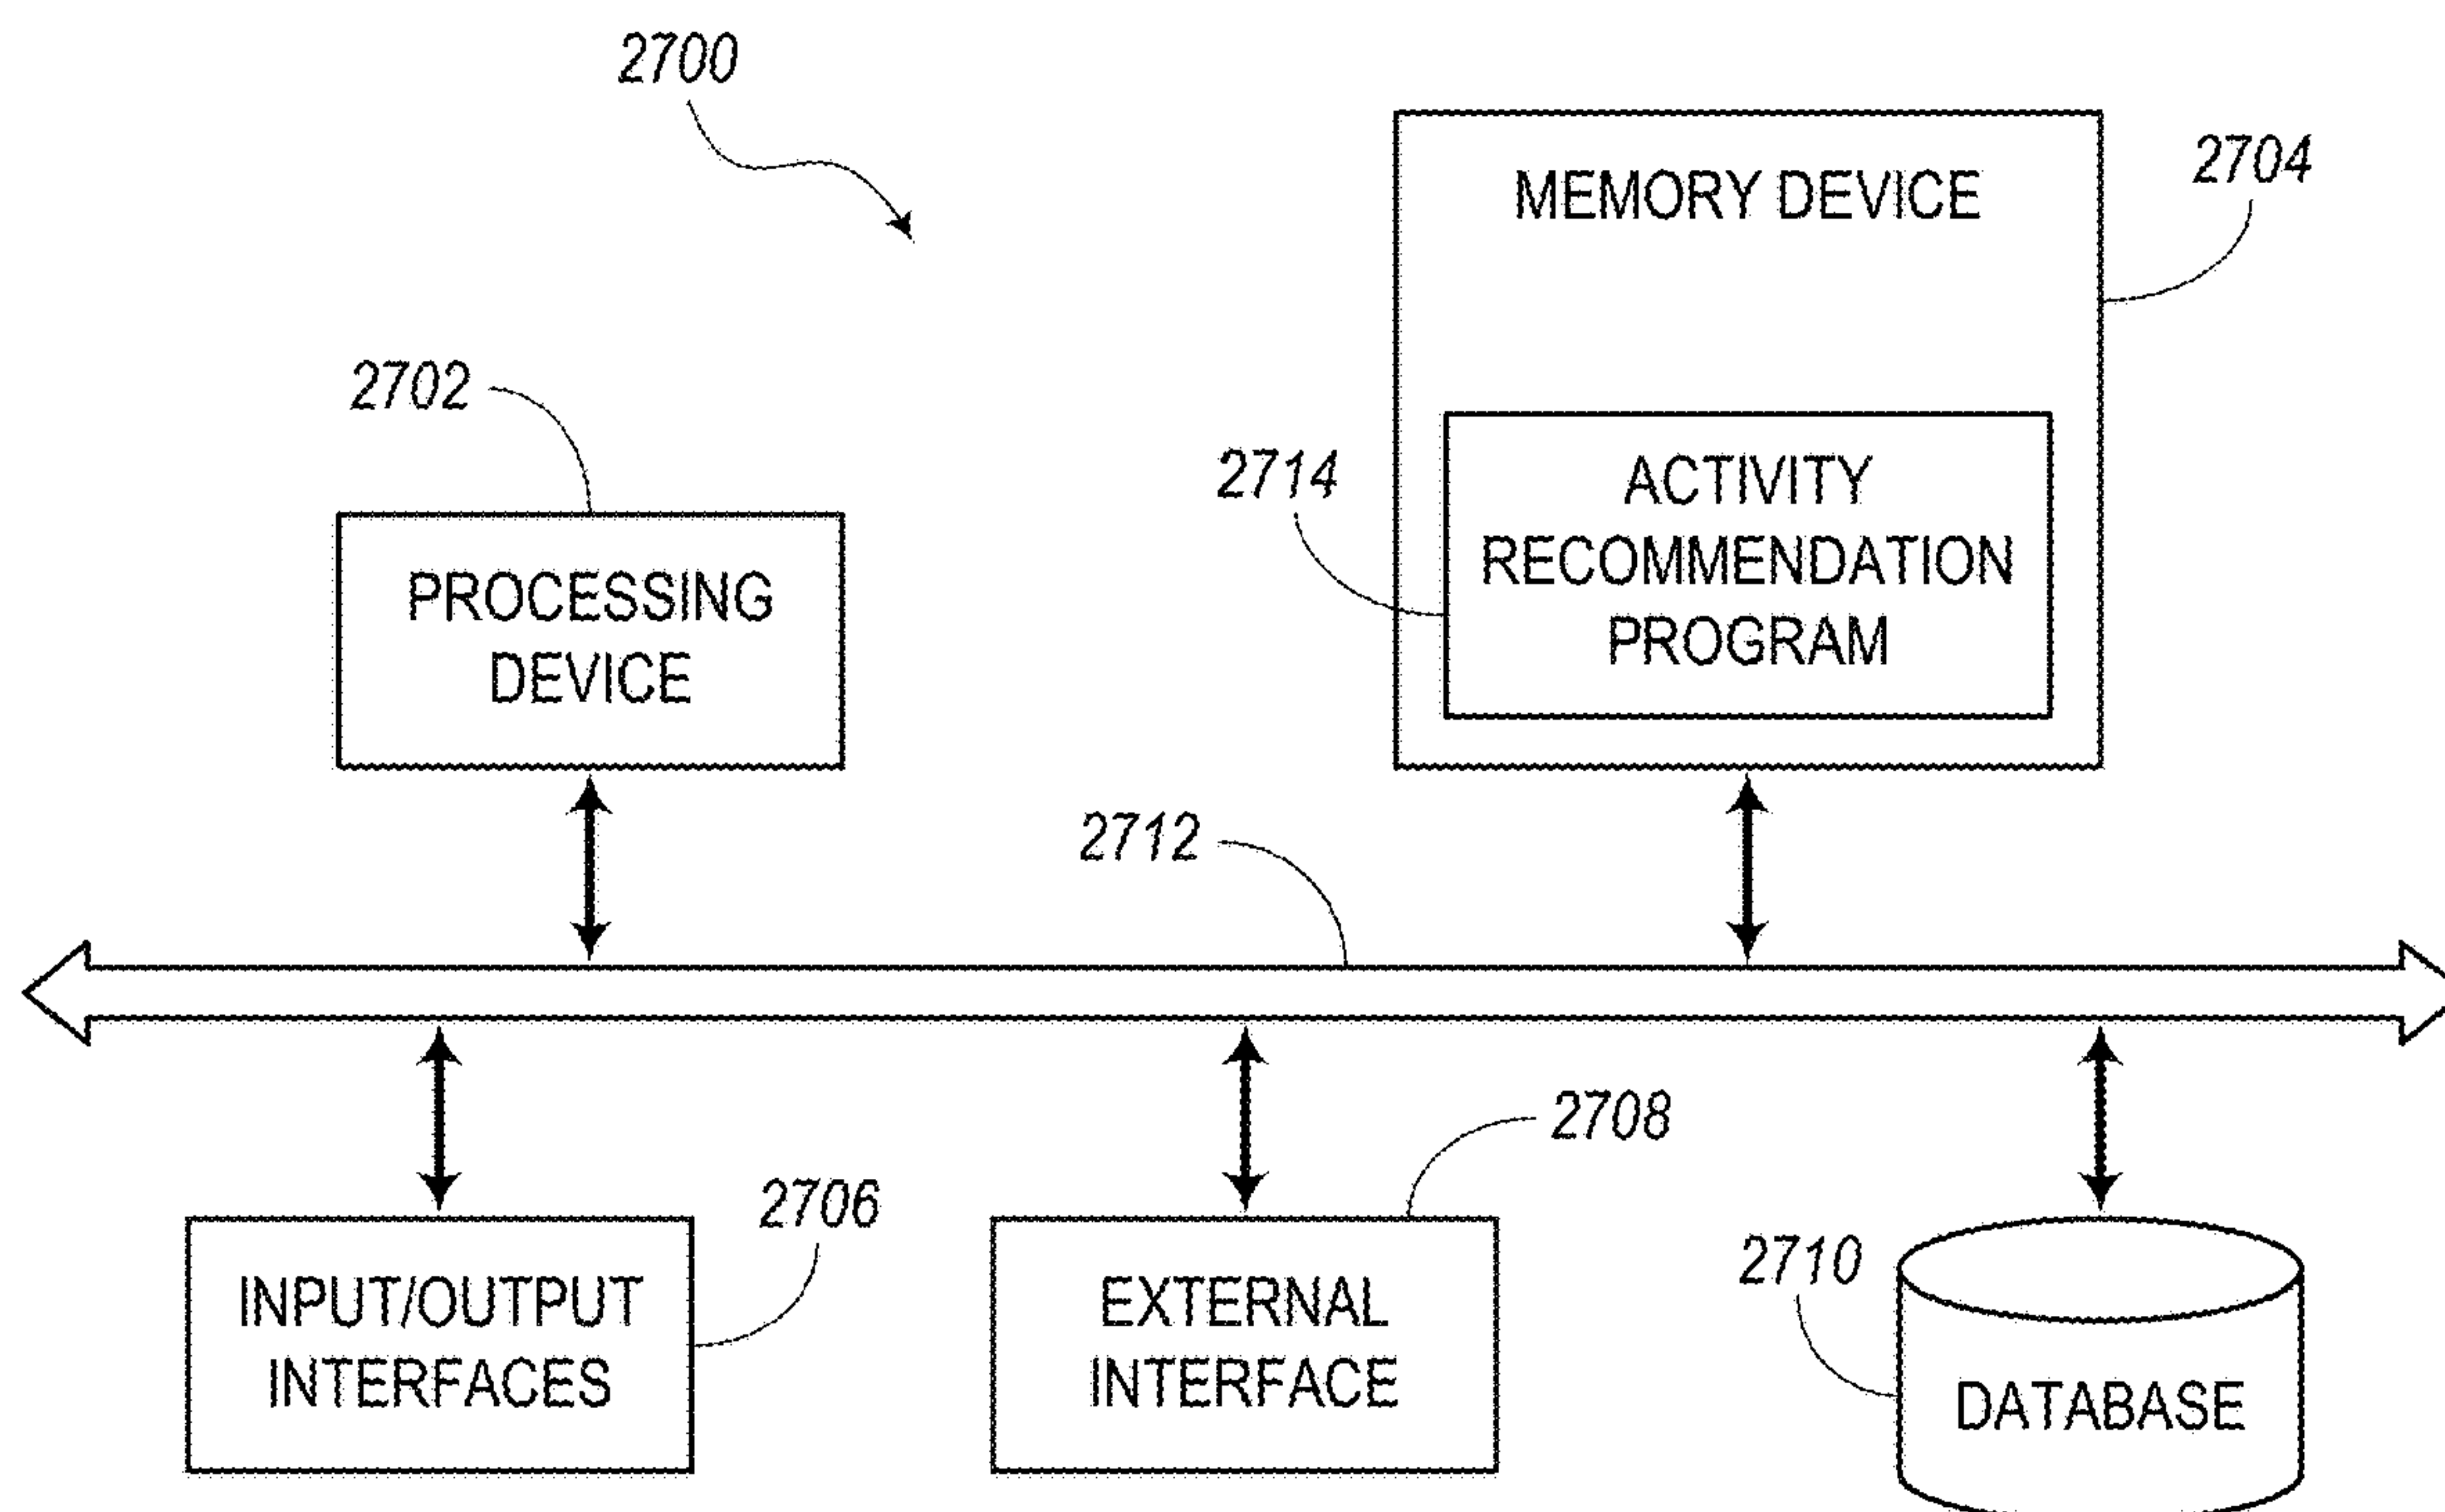 2700
2704
MEMORY DEVICE
2702
2714
ACTIVITY
RECOMMENDATION
PROGRAM
PROCESSING
DEVICE
2712
2708
2706
INPUT/OUTPUT
INTERFACES
EXTERNAL
INTERFACE
2710
DATABASE